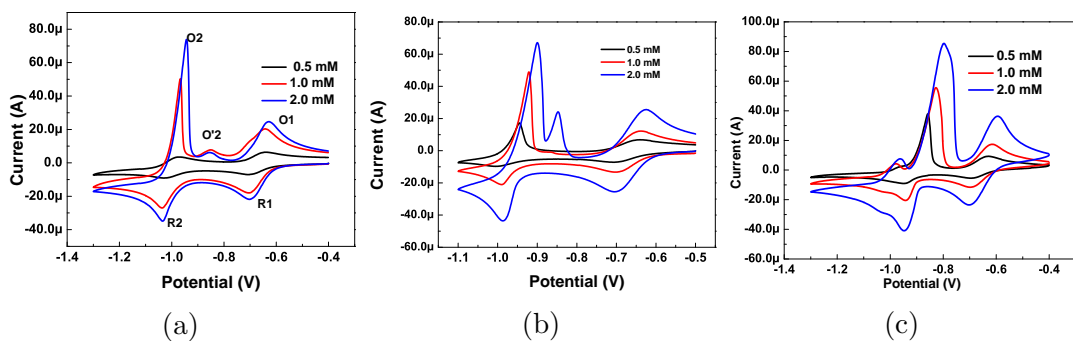 80.0µ
60.0µ
40.0µ
20.0µ
0.0
-20.0µ
-40.0µ
Current (A)
O2
O'2
O1
R2
R1
0.5 mM
1.0 mM
2.0 mM
-1.4 -1.2 -1.0 -0.8 -0.6 -0.4
Potential (V)
(a)
80.0µ
60.0µ
40.0µ
20.0µ
0.0
-20.0µ
-40.0µ
-60.0µ
Current (A)
0.5 mM
1.0 mM
2.0 mM
-1.1 -1.0 -0.9 -0.8 -0.7 -0.6 -0.5
Potential (V)
(b)
100.0µ
80.0µ
60.0µ
40.0µ
20.0µ
0.0
-20.0µ
-40.0µ
-60.0µ
Current (A)
0.5 mM
1.0 mM
2.0 mM
-1.4 -1.2 -1.0 -0.8 -0.6 -0.4
Potential (V)
(c)